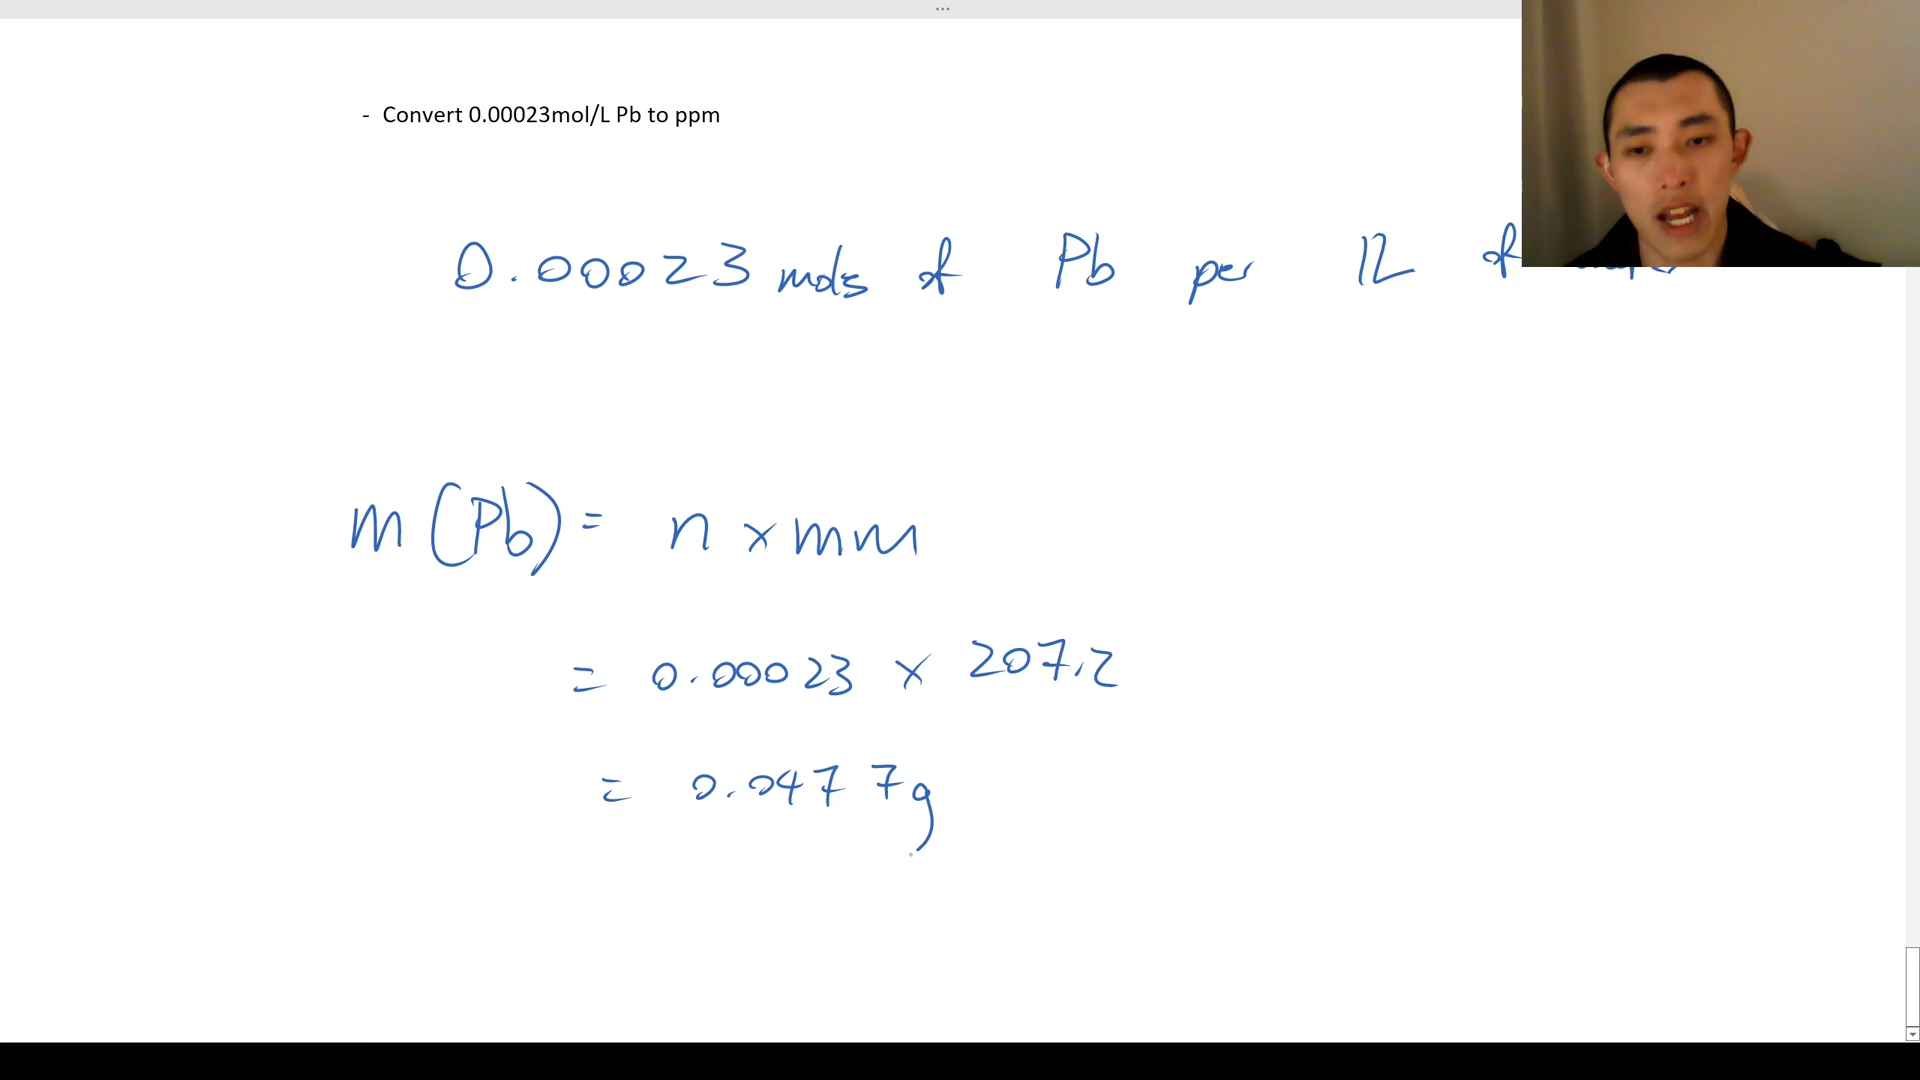 - Convert 0.00023mol/L Pb to ppm
0.00023 mols of Pb per 1L of
m(Pb) = n × mm
= 0.00023 × 207.2
= 0.0477g